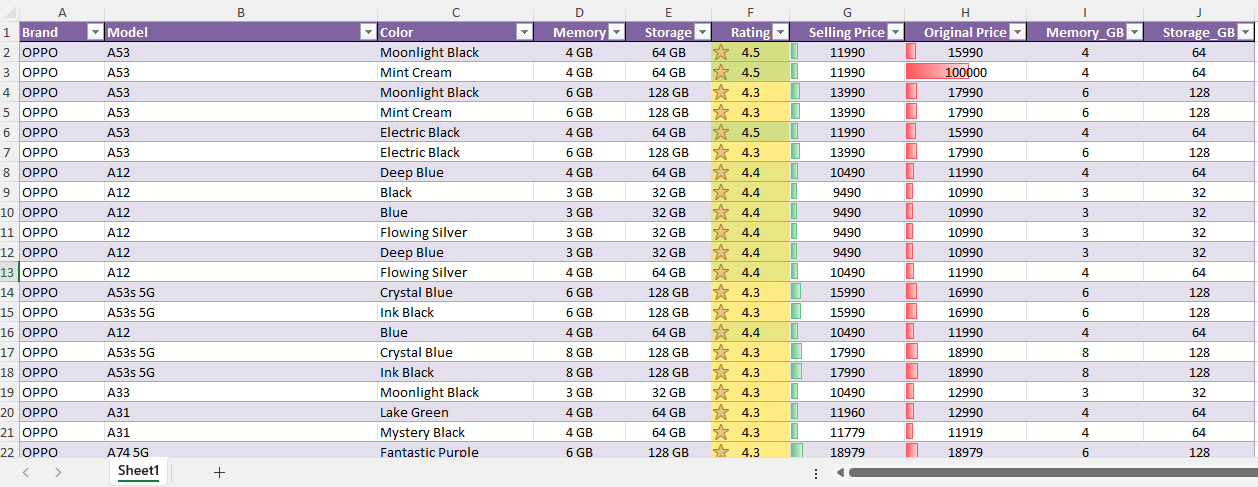 A B C D E F G H I J
1 Brand Model Color Memory Storage Rating Selling Price Original Price Memory_GB Storage_GB
2 OPPO A53 Moonlight Black 4 GB 64 GB 4.5 11990 15990 4 64
3 OPPO A53 Mint Cream 4 GB 64 GB 4.5 11990 100000 4 64
4 OPPO A53 Moonlight Black 6 GB 128 GB 4.3 13990 17990 6 128
5 OPPO A53 Mint Cream 6 GB 128 GB 4.3 13990 17990 6 128
6 OPPO A53 Electric Black 4 GB 64 GB 4.5 11990 15990 4 64
7 OPPO A53 Electric Black 6 GB 128 GB 4.3 13990 17990 6 128
8 OPPO A12 Deep Blue 4 GB 64 GB 4.4 10490 11990 4 64
9 OPPO A12 Black 3 GB 32 GB 4.4 9490 10990 3 32
10 OPPO A12 Blue 3 GB 32 GB 4.4 9490 10990 3 32
11 OPPO A12 Flowing Silver 3 GB 32 GB 4.4 9490 10990 3 32
12 OPPO A12 Deep Blue 3 GB 32 GB 4.4 9490 10990 3 32
13 OPPO A12 Flowing Silver 4 GB 64 GB 4.4 10490 11990 4 64
14 OPPO A53s 5G Crystal Blue 6 GB 128 GB 4.3 15990 16990 6 128
15 OPPO A53s 5G Ink Black 6 GB 128 GB 4.3 15990 16990 6 128
16 OPPO A12 Blue 4 GB 64 GB 4.4 10490 11990 4 64
17 OPPO A53s 5G Crystal Blue 8 GB 128 GB 4.3 17990 18990 8 128
18 OPPO A53s 5G Ink Black 8 GB 128 GB 4.3 17990 18990 8 128
19 OPPO A33 Moonlight Black 3 GB 32 GB 4.3 10490 12990 3 32
20 OPPO A31 Lake Green 4 GB 64 GB 4.3 11960 12990 4 64
21 OPPO A31 Mystery Black 4 GB 64 GB 4.3 11779 11919 4 64
22 OPPO A74 5G Fantastic Purple 6 GB 128 GB 4.3 18979 18979 6 128
Sheet1